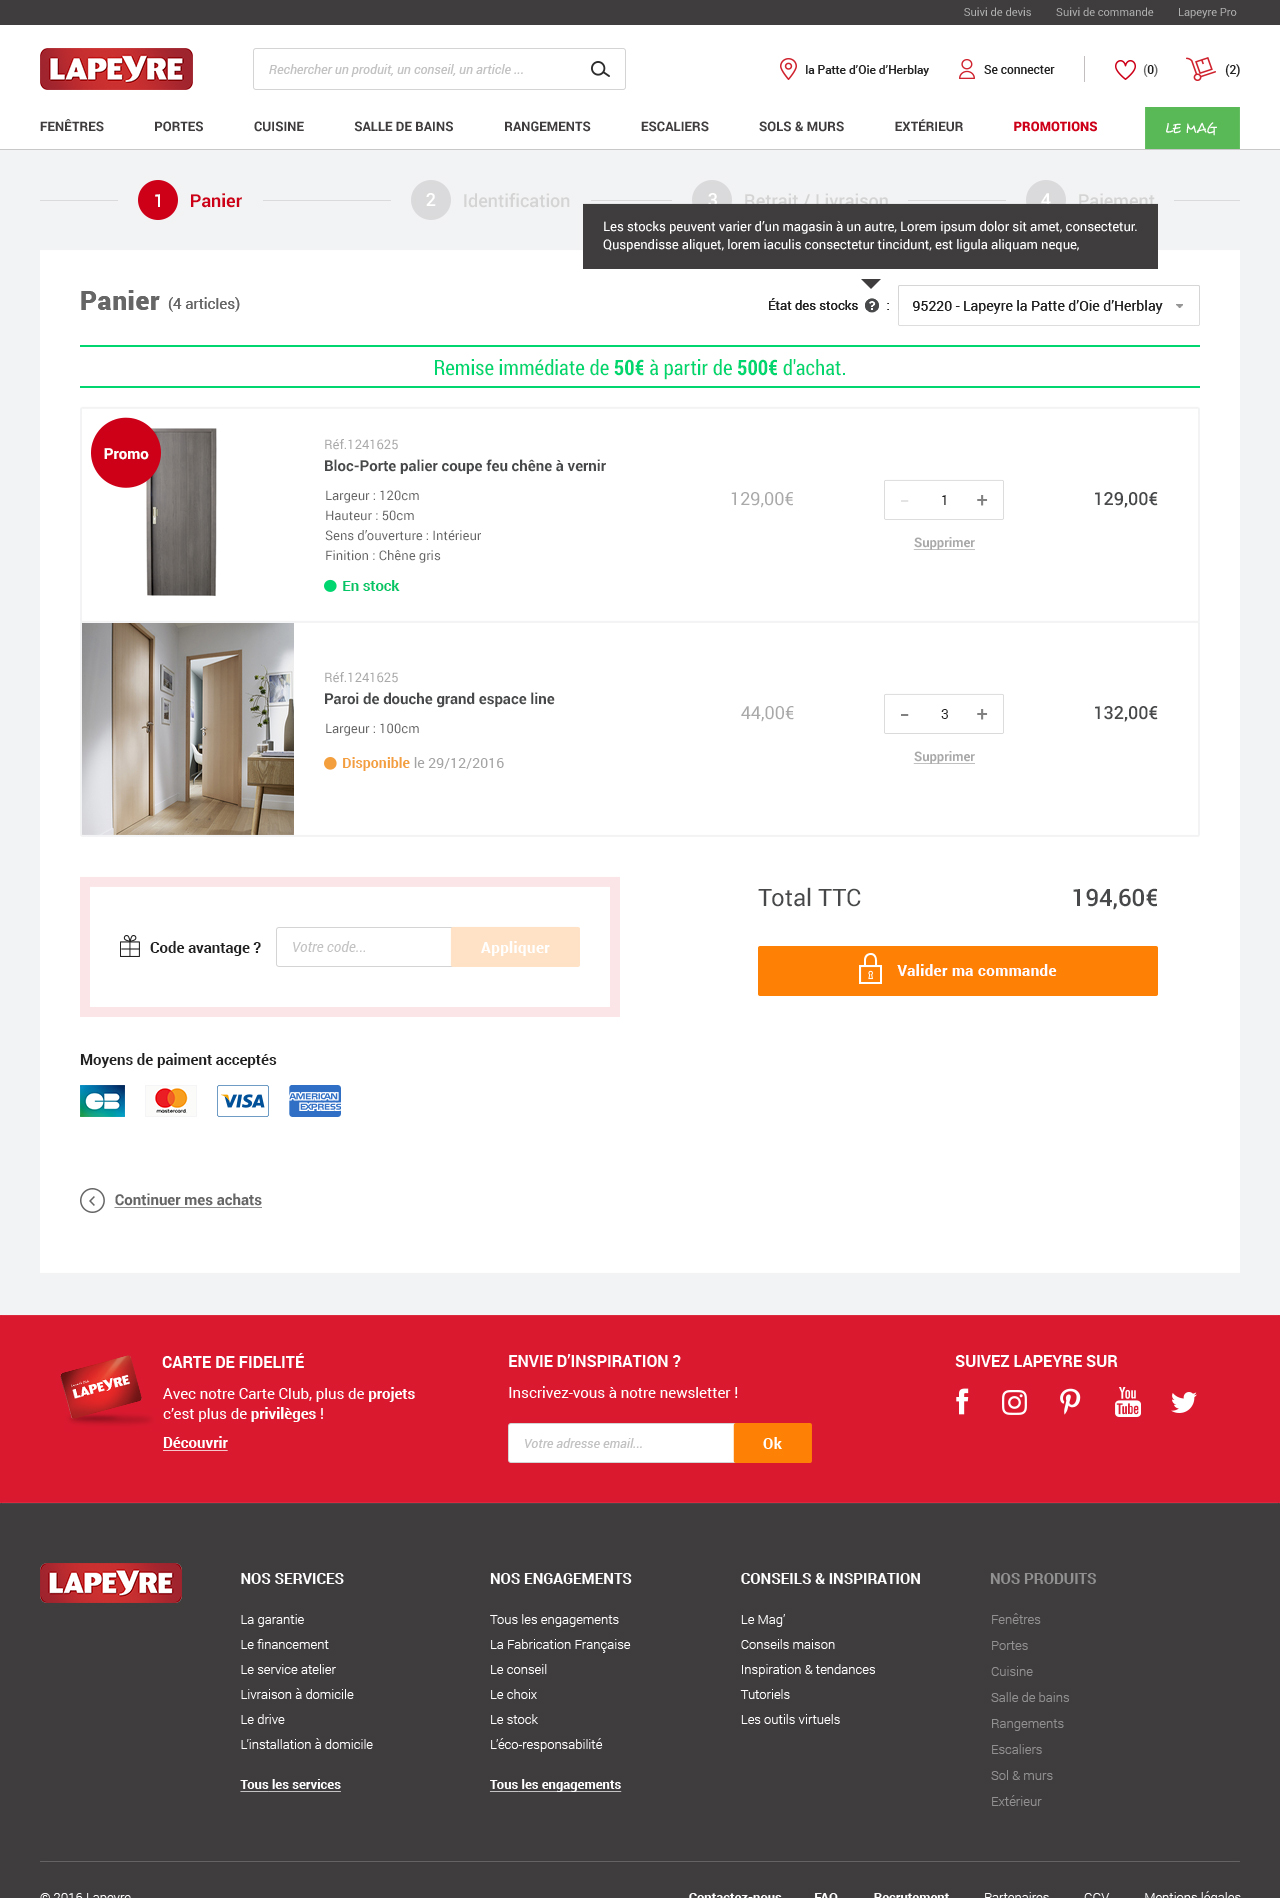 Suivi de devis Suivi de commande Lapeyre Pro
LAPEYRE
Rechercher un produit, un conseil, un article ...
la Patte d’Oie d’Herblay Se connecter (0) (2)
FENÊTRES PORTES CUISINE SALLE DE BAINS RANGEMENTS ESCALIERS SOLS & MURS EXTÉRIEUR PROMOTIONS LE MAG
1 Panier 2 Identification 3 Retrait / Livraison 4 Paiement
Les stocks peuvent varier d’un magasin à un autre, Lorem ipsum dolor sit amet, consectetur.
Quspendisse aliquet, lorem iaculis consectetur tincidunt, est ligula aliquam neque,
Panier (4 articles)
État des stocks ? : 95220 - Lapeyre la Patte d’Oie d’Herblay
Remise immédiate de 50€ à partir de 500€ d'achat.
Promo
Réf.1241625
Bloc-Porte palier coupe feu chêne à vernir
Largeur : 120cm
Hauteur : 50cm
Sens d’ouverture : Intérieur
Finition : Chêne gris
En stock
129,00€ - 1 + 129,00€
Supprimer
Réf.1241625
Paroi de douche grand espace line
Largeur : 100cm
Disponible le 29/12/2016
44,00€ - 3 + 132,00€
Supprimer
Code avantage ? Votre code... Appliquer
Total TTC 194,60€
Valider ma commande
Moyens de paiment acceptés
CB mastercard VISA AMERICAN EXPRESS
Continuer mes achats
LAPEYRE
CARTE DE FIDELITÉ
Avec notre Carte Club, plus de projets
c’est plus de privilèges !
Découvrir
ENVIE D’INSPIRATION ?
Inscrivez-vous à notre newsletter !
Votre adresse email... Ok
SUIVEZ LAPEYRE SUR
You Tube
LAPEYRE
NOS SERVICES
La garantie
Le financement
Le service atelier
Livraison à domicile
Le drive
L’installation à domicile
Tous les services
NOS ENGAGEMENTS
Tous les engagements
La Fabrication Française
Le conseil
Le choix
Le stock
L’éco-responsabilité
Tous les engagements
CONSEILS & INSPIRATION
Le Mag’
Conseils maison
Inspiration & tendances
Tutoriels
Les outils virtuels
NOS PRODUITS
Fenêtres
Portes
Cuisine
Salle de bains
Rangements
Escaliers
Sol & murs
Extérieur
© 2016 Lapeyre Contactez-nous FAQ Recrutement Partenaires CGV Mentions légales